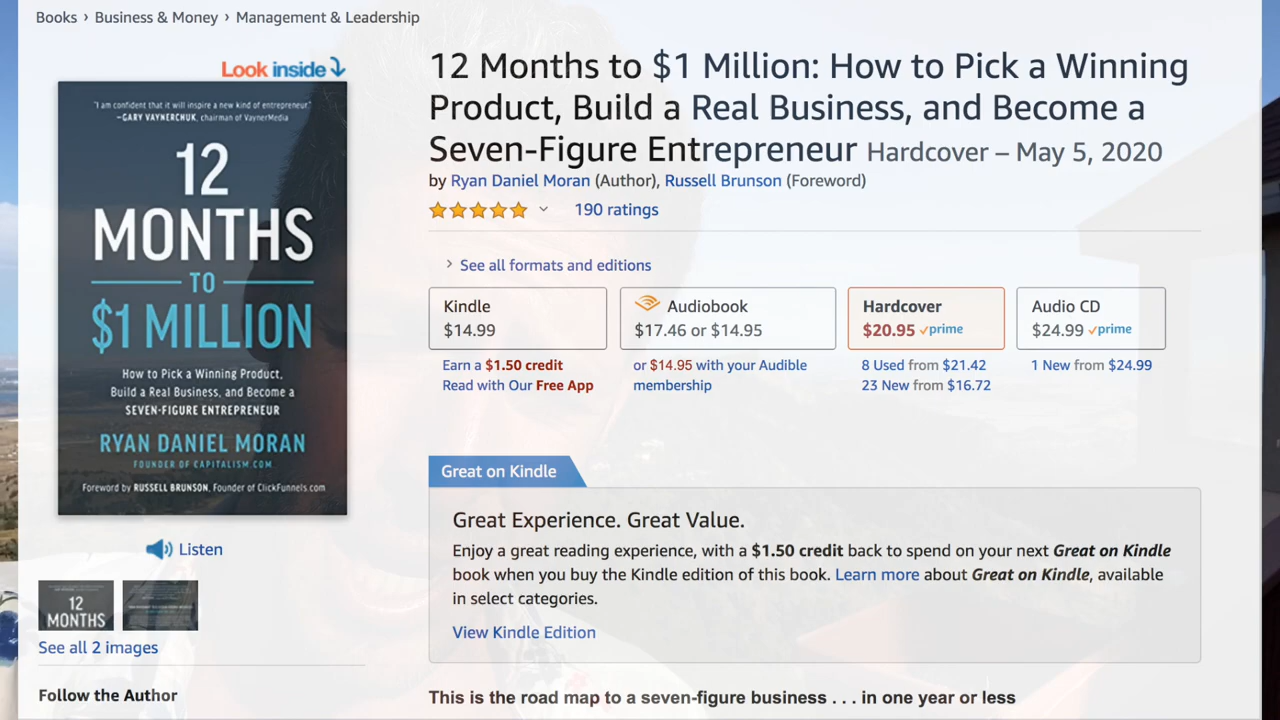 Books › Business & Money › Management & Leadership
Look inside
"I am confident that it will inspire a new kind of entrepreneur."
—GARY VAYNERCHUK, chairman of VaynerMedia
12
MONTHS
TO
$1 MILLION
How to Pick a Winning Product,
Build a Real Business, and Become a
SEVEN-FIGURE ENTREPRENEUR
RYAN DANIEL MORAN
FOUNDER OF CAPITALISM.COM
Foreword by RUSSELL BRUNSON, Founder of ClickFunnels.com
Listen
12
MONTHS
See all 2 images
Follow the Author
12 Months to $1 Million: How to Pick a Winning
Product, Build a Real Business, and Become a
Seven-Figure Entrepreneur Hardcover – May 5, 2020
by Ryan Daniel Moran (Author), Russell Brunson (Foreword)
190 ratings
› See all formats and editions
Kindle
$14.99
Earn a $1.50 credit
Read with Our Free App
Audiobook
$17.46 or $14.95
or $14.95 with your Audible
membership
Hardcover
$20.95 prime
8 Used from $21.42
23 New from $16.72
Audio CD
$24.99 prime
1 New from $24.99
Great on Kindle
Great Experience. Great Value.
Enjoy a great reading experience, with a $1.50 credit back to spend on your next Great on Kindle
book when you buy the Kindle edition of this book. Learn more about Great on Kindle, available
in select categories.
View Kindle Edition
This is the road map to a seven-figure business . . . in one year or less